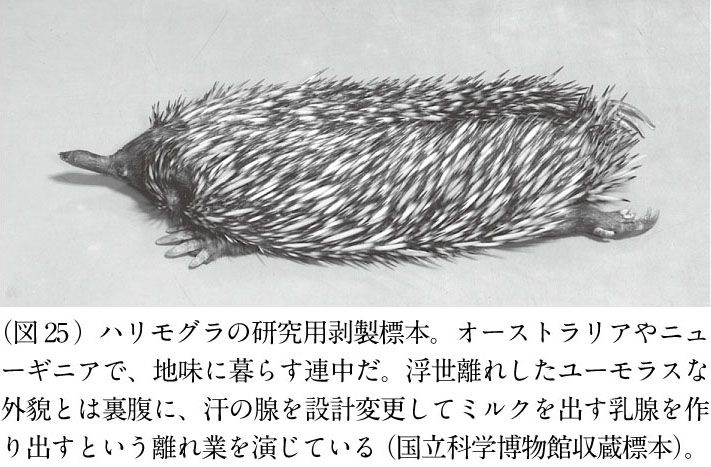 (図25) ハリモグラの研究用剥製標本。オーストラリアやニュ
ーギニアで、地味に暮らす連中だ。浮世離れしたユーモラスな
外貌とは裏腹に、汗の腺を設計変更してミルクを出す乳腺を作
り出すという離れ業を演じている (国立科学博物館収蔵標本)。